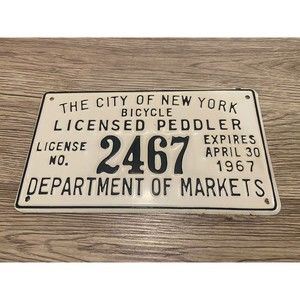 THE CITY OF NEW YORK
BICYCLE
LICENSED PEDDLER
LICENSE NO. 2467 EXPIRES APRIL 30 1967
DEPARTMENT OF MARKETS